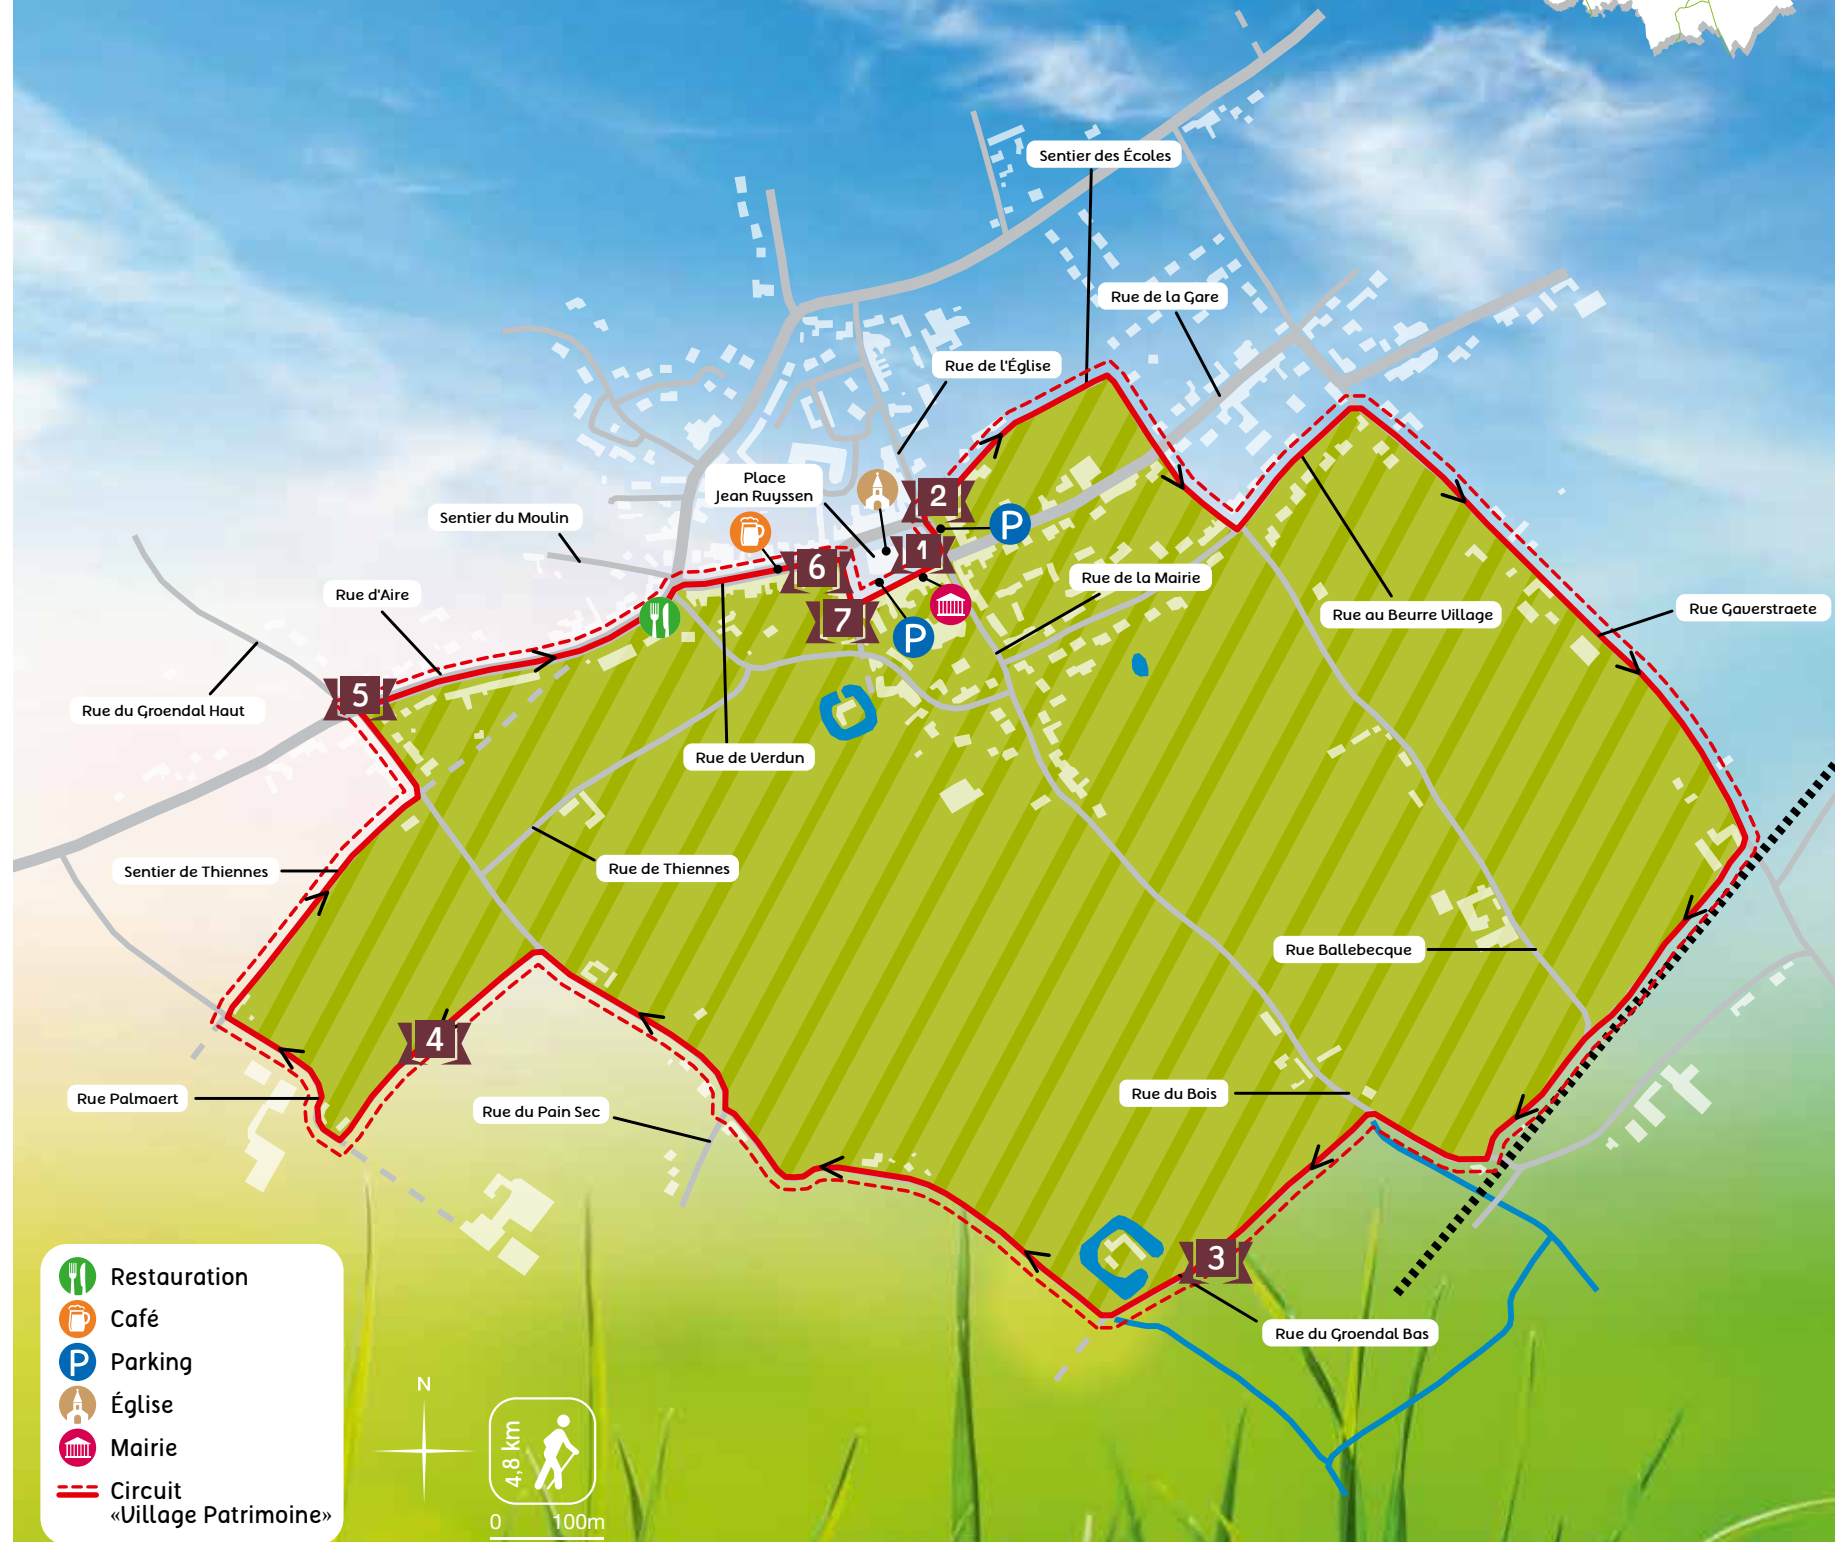 Sentier des Écoles
Rue de la Gare
Rue de l'Église
Place
Jean Ruyssen
2
P
Sentier du Moulin
1
6
Rue de la Mairie
Rue d'Aire
Rue au Beurre Village
Rue Gaverstraete
7
P
5
Rue du Groendal Haut
Rue de Verdun
Sentier de Thiennes
Rue de Thiennes
Rue Ballebecque
4
Rue Palmaert
Rue du Pain Sec
Rue du Bois
3
Rue du Groendal Bas
Restauration
Café
P Parking
Église
Mairie
Circuit
«Village Patrimoine»
N
4,8 km
0 100m